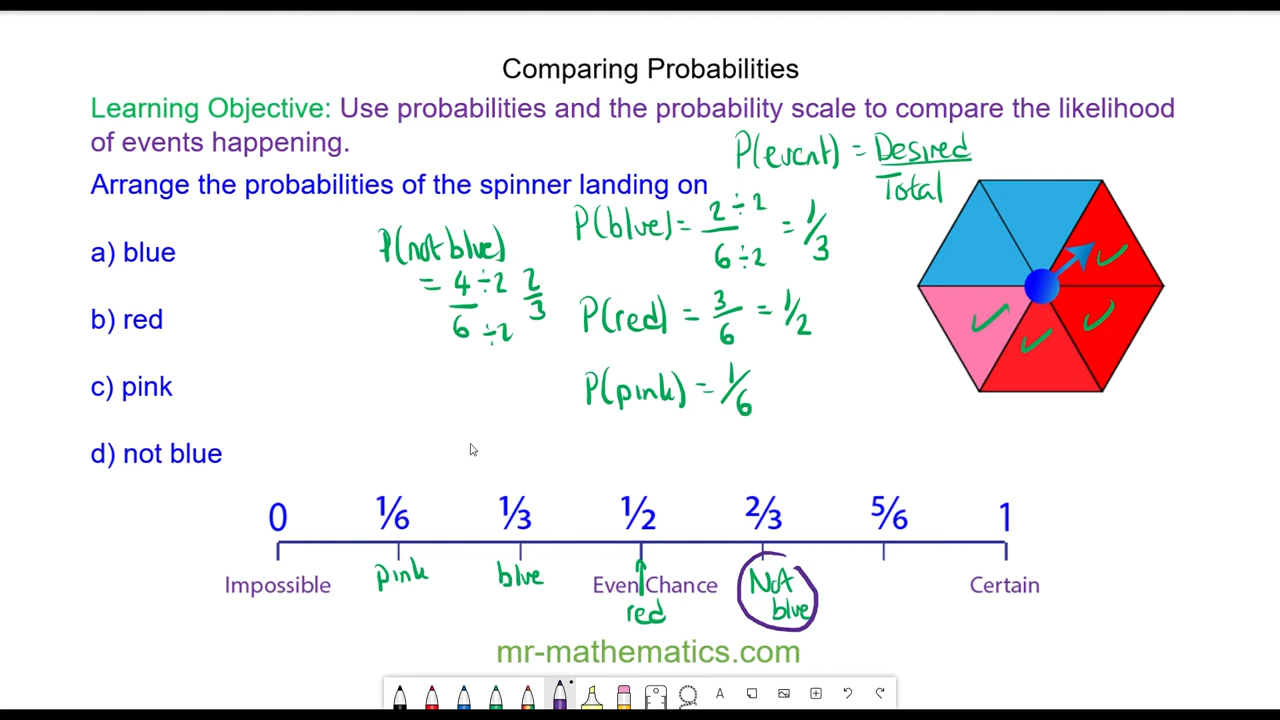 Comparing Probabilities
Learning Objective: Use probabilities and the probability scale to compare the likelihood
of events happening.
P(event) = Desired / Total
Arrange the probabilities of the spinner landing on
P(blue) = 2 ÷2 / 6 ÷2 = 1/3
a) blue
P(not blue)
= 4 ÷2 / 6 ÷2 2/3
b) red
P(red) = 3/6 = 1/2
c) pink
P(pink) = 1/6
d) not blue
0 1/6 1/3 1/2 2/3 5/6 1
Impossible pink blue Even Chance Not blue Certain
red
mr-mathematics.com
A